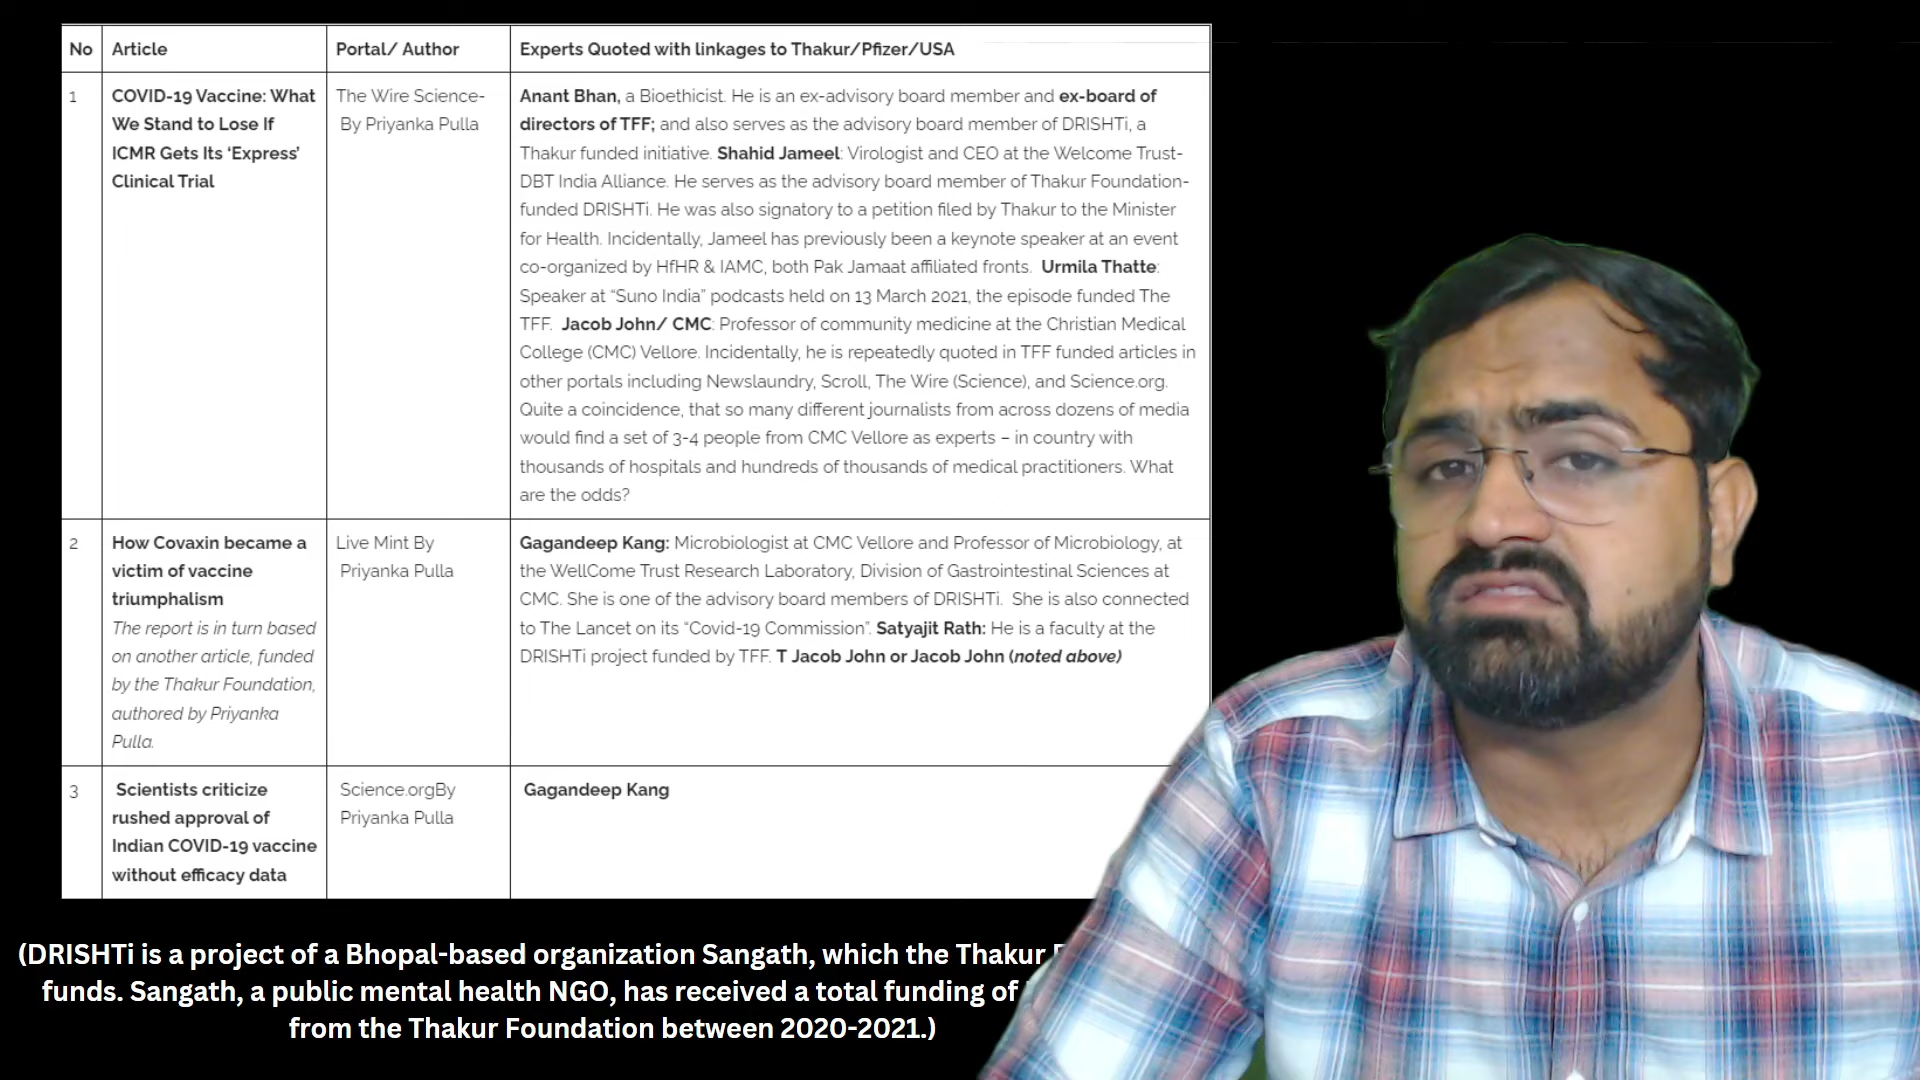 No Article Portal/ Author Experts Quoted with linkages to Thakur/Pfizer/USA
1
COVID-19 Vaccine: What
We Stand to Lose If
ICMR Gets Its ‘Express’
Clinical Trial
The Wire Science-
By Priyanka Pulla
Anant Bhan, a Bioethicist. He is an ex-advisory board member and ex-board of
directors of TFF; and also serves as the advisory board member of DRISHTi, a
Thakur funded initiative. Shahid Jameel: Virologist and CEO at the Welcome Trust-
DBT India Alliance. He serves as the advisory board member of Thakur Foundation-
funded DRISHTi. He was also signatory to a petition filed by Thakur to the Minister
for Health. Incidentally, Jameel has previously been a keynote speaker at an event
co-organized by HfHR & IAMC, both Pak Jamaat affiliated fronts. Urmila Thatte:
Speaker at “Suno India” podcasts held on 13 March 2021, the episode funded The
TFF. Jacob John/ CMC: Professor of community medicine at the Christian Medical
College (CMC) Vellore. Incidentally, he is repeatedly quoted in TFF funded articles in
other portals including Newslaundry, Scroll, The Wire (Science), and Science.org.
Quite a coincidence, that so many different journalists from across dozens of media
would find a set of 3-4 people from CMC Vellore as experts – in country with
thousands of hospitals and hundreds of thousands of medical practitioners. What
are the odds?
2
How Covaxin became a
victim of vaccine
triumphalism
The report is in turn based
on another article, funded
by the Thakur Foundation,
authored by Priyanka
Pulla.
Live Mint By
Priyanka Pulla
Gagandeep Kang: Microbiologist at CMC Vellore and Professor of Microbiology, at
the WellCome Trust Research Laboratory, Division of Gastrointestinal Sciences at
CMC. She is one of the advisory board members of DRISHTi. She is also connected
to The Lancet on its “Covid-19 Commission”. Satyajit Rath: He is a faculty at the
DRISHTi project funded by TFF. T Jacob John or Jacob John (noted above)
3
Scientists criticize
rushed approval of
Indian COVID-19 vaccine
without efficacy data
Science.orgBy
Priyanka Pulla
Gagandeep Kang
(DRISHTi is a project of a Bhopal-based organization Sangath, which the Thakur
funds. Sangath, a public mental health NGO, has received a total funding of
from the Thakur Foundation between 2020-2021.)